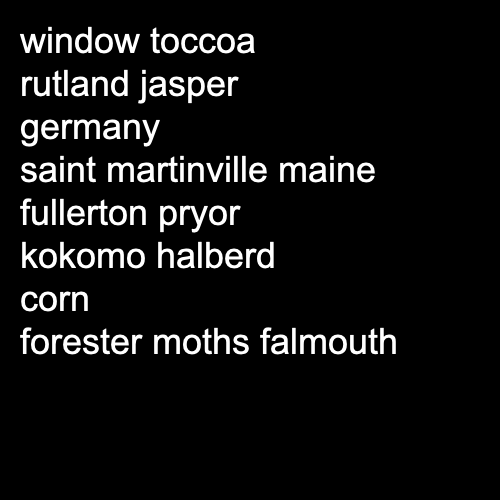 window toccoa
rutland jasper
germany
saint martinville maine
fullerton pryor
kokomo halberd
corn
forester moths falmouth